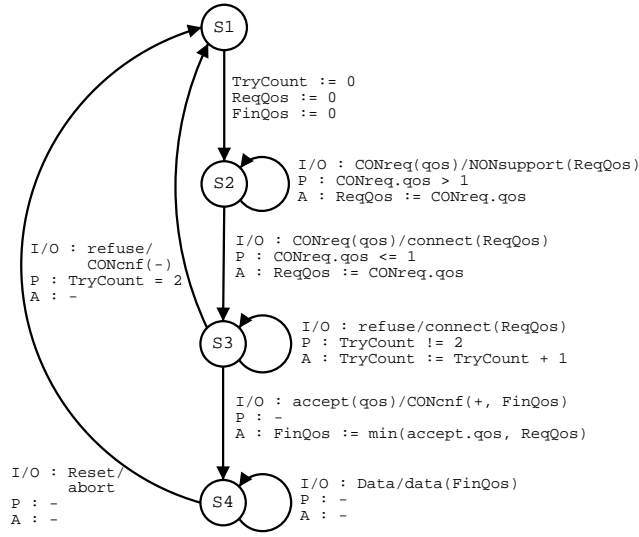 S1
TryCount := 0
ReqQos := 0
FinQos := 0
S2
I/O : CONreq(qos)/NONsupport(ReqQos)
P : CONreq.qos > 1
A : ReqQos := CONreq.qos
I/O : CONreq(qos)/connect(ReqQos)
P : CONreq.qos <= 1
A : ReqQos := CONreq.qos
I/O : refuse/
CONcnf(-)
P : TryCount = 2
A : -
S3
I/O : refuse/connect(ReqQos)
P : TryCount != 2
A : TryCount := TryCount + 1
I/O : accept(qos)/CONcnf(+, FinQos)
P : -
A : FinQos := min(accept.qos, ReqQos)
I/O : Reset/
abort
P : -
A : -
S4
I/O : Data/data(FinQos)
P : -
A : -